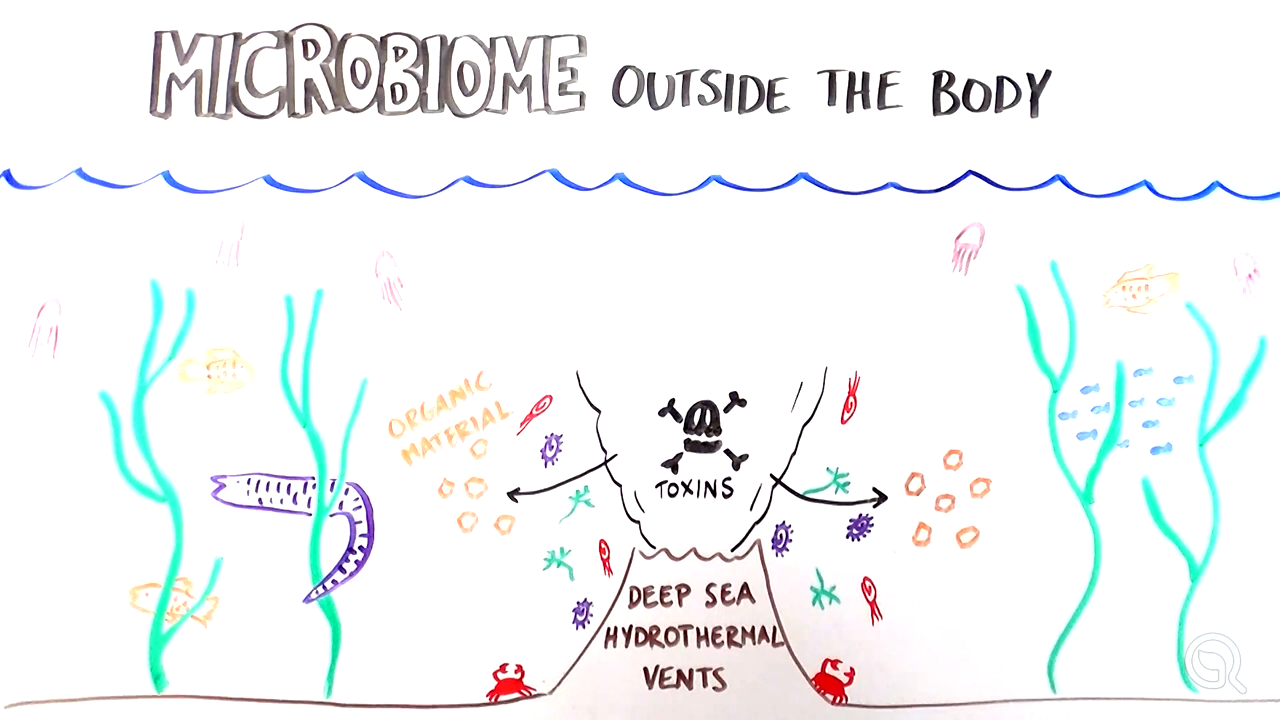 MICROBIOME OUTSIDE THE BODY
ORGANIC
MATERIAL
TOXINS
DEEP SEA
HYDROTHERMAL
VENTS